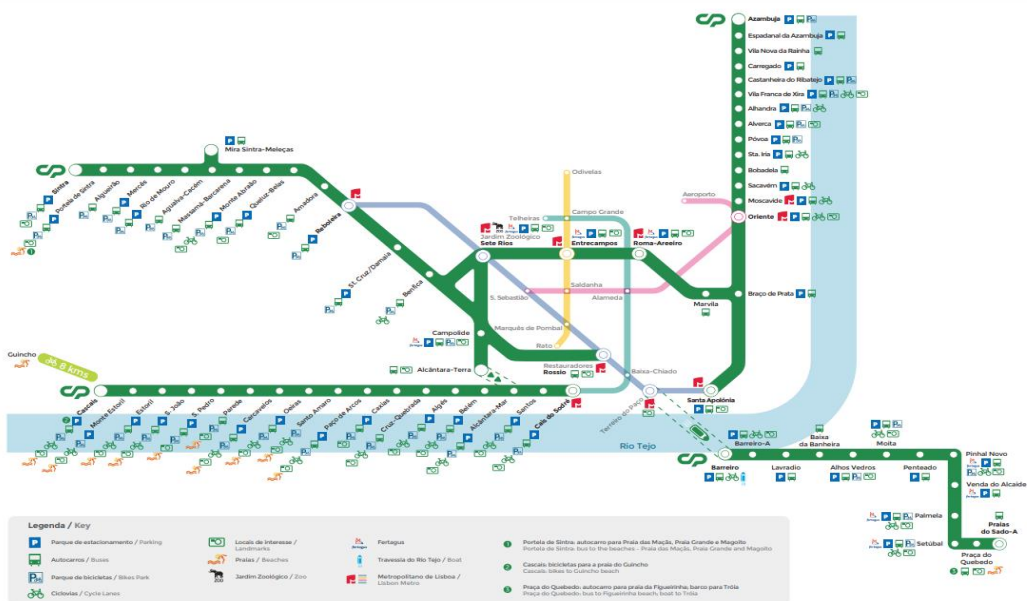 CP
Azambuja
Espadanal da Azambuja
Vila Nova da Rainha
Carregado
Castanheira do Ribatejo
Vila Franca de Xira
Alhandra
Alverca
Póvoa
Sta. Iria
Bobadela
Sacavém
Moscavide
Oriente
Braço de Prata
Mira Sintra-Meleças
CP
Sintra
Portela de Sintra
Algueirão
Mercês
Rio de Mouro
Agualva-Cacém
Massamá-Barcarena
Monte Abraão
Queluz-Belas
Amadora
Reboleira
St. Cruz/Damaia
Benfica
Odivelas
Telheiras
Campo Grande
Aeroporto
Jardim Zoológico
Sete Rios
Entrecampos
Roma-Areeiro
S. Sebastião
Saldanha
Alameda
Marvila
Marquês de Pombal
Rato
Campolide
Alcântara-Terra
Restauradores
Rossio
Baixa-Chiado
Terreiro do Paço
Santa Apolónia
Guincho
8 kms
CP
Cascais
Monte Estoril
Estoril
S. João
S. Pedro
Parede
Carcavelos
Oeiras
Santo Amaro
Paço de Arcos
Caxias
Cruz-Quebrada
Algés
Belém
Alcântara-Mar
Santos
Cais do Sodré
Rio Tejo
CP
Barreiro
Barreiro-A
Lavradio
Baixa
da Banheira
Alhos Vedros
Moita
Penteado
Pinhal Novo
Venda do Alcaide
Palmela
Setúbal
Praça do
Quebedo
Praias
do Sado-A
Legenda / Key
Parque de estacionamento / Parking
Autocarros / Buses
Parque de bicicletas / Bikes Park
Ciclovias / Cycle Lanes
Locais de Interesse /
Landmarks
Praias / Beaches
Jardim Zoológico / Zoo
Fertagus
Travessia do Rio Tejo / Boat
Metropolitano de Lisboa /
Lisbon Metro
1 Portela de Sintra: autocarro para Praia das Maçãs, Praia Grande e Magoito
Portela de Sintra: bus to the beaches - Praia das Maçãs, Praia Grande and Magoito
2 Cascais: bicicletas para a praia do Guincho
Cascais: bikes to Guincho beach
3 Praça do Quebedo: autocarro para praia da Figueirinha; barco para Tróia
Praça do Quebedo: bus to Figueirinha beach; boat to Tróia